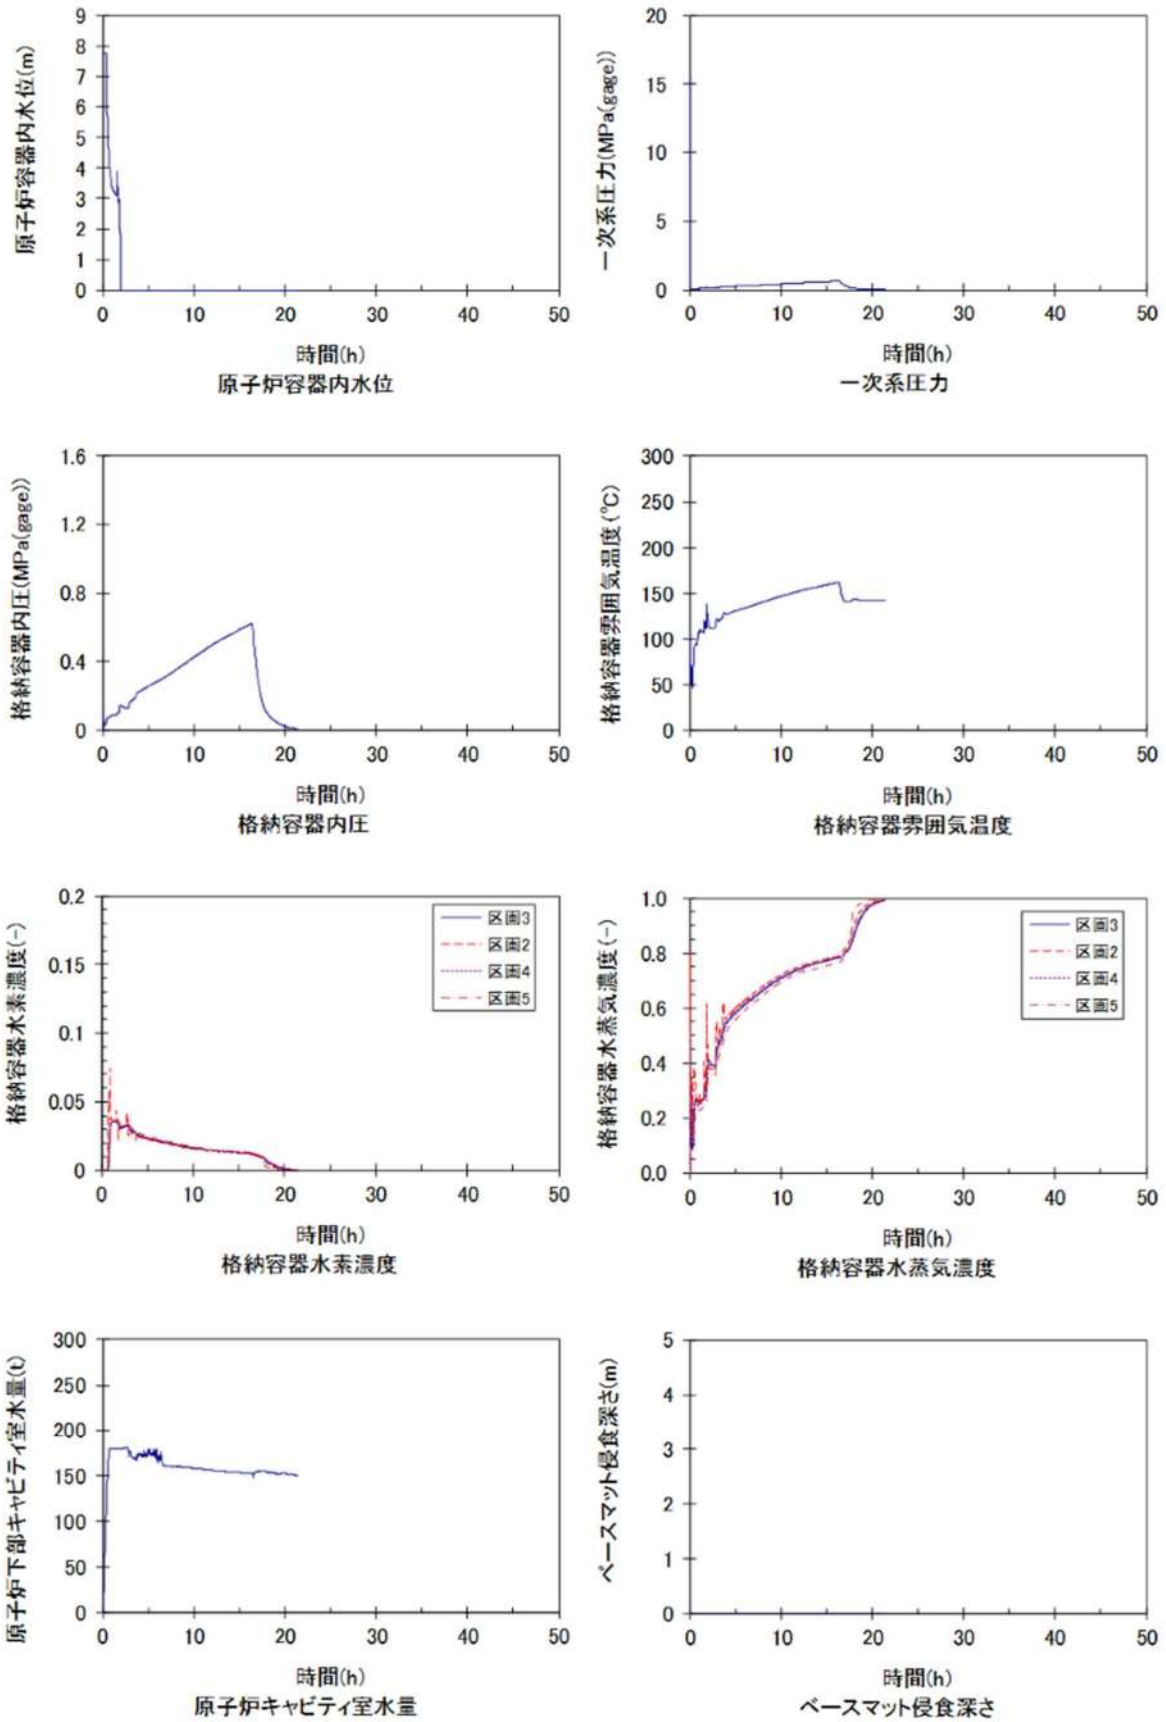 原子炉容器内水位(m)
9
8
7
6
5
4
3
2
1
0
0 10 20 30 40 50
時間(h)
原子炉容器内水位
一次系圧力(MPa(gage))
20
15
10
5
0
0 10 20 30 40 50
時間(h)
一次系圧力
格納容器内圧(MPa(gage))
1.6
1.2
0.8
0.4
0
0 10 20 30 40 50
時間(h)
格納容器内圧
格納容器雰囲気温度(℃)
300
250
200
150
100
50
0
0 10 20 30 40 50
時間(h)
格納容器雰囲気温度
格納容器水素濃度(-)
0.2
0.15
0.1
0.05
0
区画3
区画2
区画4
区画5
0 10 20 30 40 50
時間(h)
格納容器水素濃度
格納容器水蒸気濃度(-)
1.0
0.8
0.6
0.4
0.2
0.0
区画3
区画2
区画4
区画5
0 10 20 30 40 50
時間(h)
格納容器水蒸気濃度
原子炉下部キャビティ室水量(t)
300
250
200
150
100
50
0
0 10 20 30 40 50
時間(h)
原子炉キャビティ室水量
ベースマット侵食深さ(m)
5
4
3
2
1
0
0 10 20 30 40 50
時間(h)
ベースマット侵食深さ